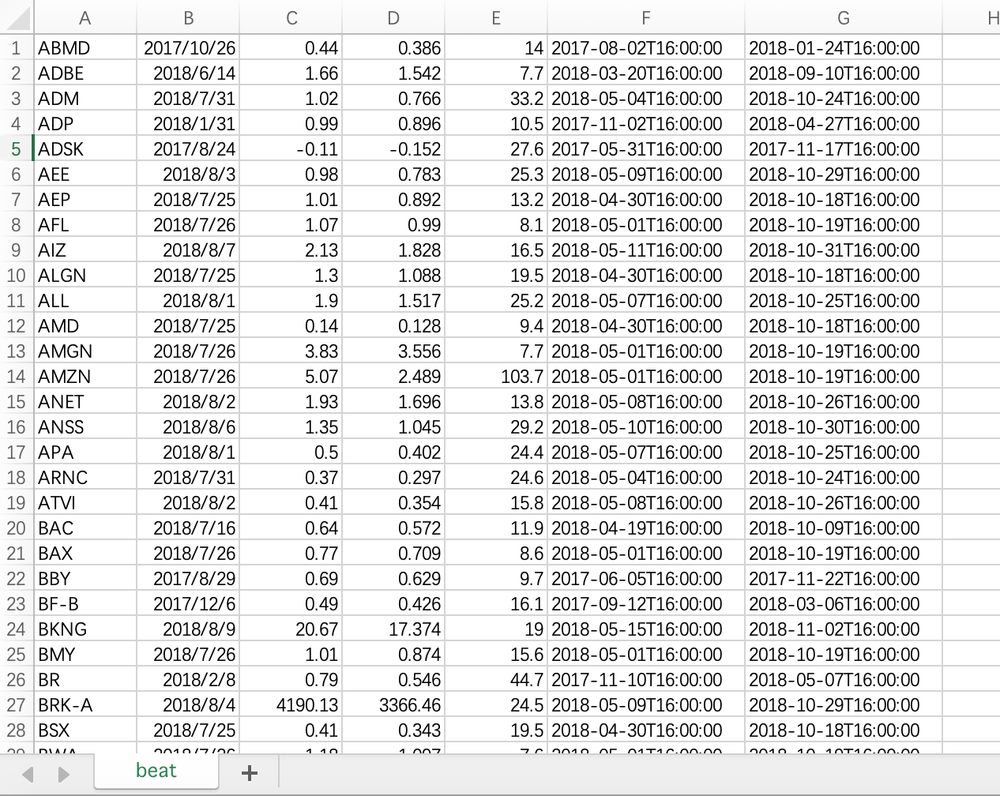 A B C D E F G H
1 ABMD 2017/10/26 0.44 0.386 14 2017-08-02T16:00:00 2018-01-24T16:00:00
2 ADBE 2018/6/14 1.66 1.542 7.7 2018-03-20T16:00:00 2018-09-10T16:00:00
3 ADM 2018/7/31 1.02 0.766 33.2 2018-05-04T16:00:00 2018-10-24T16:00:00
4 ADP 2018/1/31 0.99 0.896 10.5 2017-11-02T16:00:00 2018-04-27T16:00:00
5 ADSK 2017/8/24 -0.11 -0.152 27.6 2017-05-31T16:00:00 2017-11-17T16:00:00
6 AEE 2018/8/3 0.98 0.783 25.3 2018-05-09T16:00:00 2018-10-29T16:00:00
7 AEP 2018/7/25 1.01 0.892 13.2 2018-04-30T16:00:00 2018-10-18T16:00:00
8 AFL 2018/7/26 1.07 0.99 8.1 2018-05-01T16:00:00 2018-10-19T16:00:00
9 AIZ 2018/8/7 2.13 1.828 16.5 2018-05-11T16:00:00 2018-10-31T16:00:00
10 ALGN 2018/7/25 1.3 1.088 19.5 2018-04-30T16:00:00 2018-10-18T16:00:00
11 ALL 2018/8/1 1.9 1.517 25.2 2018-05-07T16:00:00 2018-10-25T16:00:00
12 AMD 2018/7/25 0.14 0.128 9.4 2018-04-30T16:00:00 2018-10-18T16:00:00
13 AMGN 2018/7/26 3.83 3.556 7.7 2018-05-01T16:00:00 2018-10-19T16:00:00
14 AMZN 2018/7/26 5.07 2.489 103.7 2018-05-01T16:00:00 2018-10-19T16:00:00
15 ANET 2018/8/2 1.93 1.696 13.8 2018-05-08T16:00:00 2018-10-26T16:00:00
16 ANSS 2018/8/6 1.35 1.045 29.2 2018-05-10T16:00:00 2018-10-30T16:00:00
17 APA 2018/8/1 0.5 0.402 24.4 2018-05-07T16:00:00 2018-10-25T16:00:00
18 ARNC 2018/7/31 0.37 0.297 24.6 2018-05-04T16:00:00 2018-10-24T16:00:00
19 ATVI 2018/8/2 0.41 0.354 15.8 2018-05-08T16:00:00 2018-10-26T16:00:00
20 BAC 2018/7/16 0.64 0.572 11.9 2018-04-19T16:00:00 2018-10-09T16:00:00
21 BAX 2018/7/26 0.77 0.709 8.6 2018-05-01T16:00:00 2018-10-19T16:00:00
22 BBY 2017/8/29 0.69 0.629 9.7 2017-06-05T16:00:00 2017-11-22T16:00:00
23 BF-B 2017/12/6 0.49 0.426 16.1 2017-09-12T16:00:00 2018-03-06T16:00:00
24 BKNG 2018/8/9 20.67 17.374 19 2018-05-15T16:00:00 2018-11-02T16:00:00
25 BMY 2018/7/26 1.01 0.874 15.6 2018-05-01T16:00:00 2018-10-19T16:00:00
26 BR 2018/2/8 0.79 0.546 44.7 2017-11-10T16:00:00 2018-05-07T16:00:00
27 BRK-A 2018/8/4 4190.13 3366.46 24.5 2018-05-09T16:00:00 2018-10-29T16:00:00
28 BSX 2018/7/25 0.41 0.343 19.5 2018-04-30T16:00:00 2018-10-18T16:00:00
beat